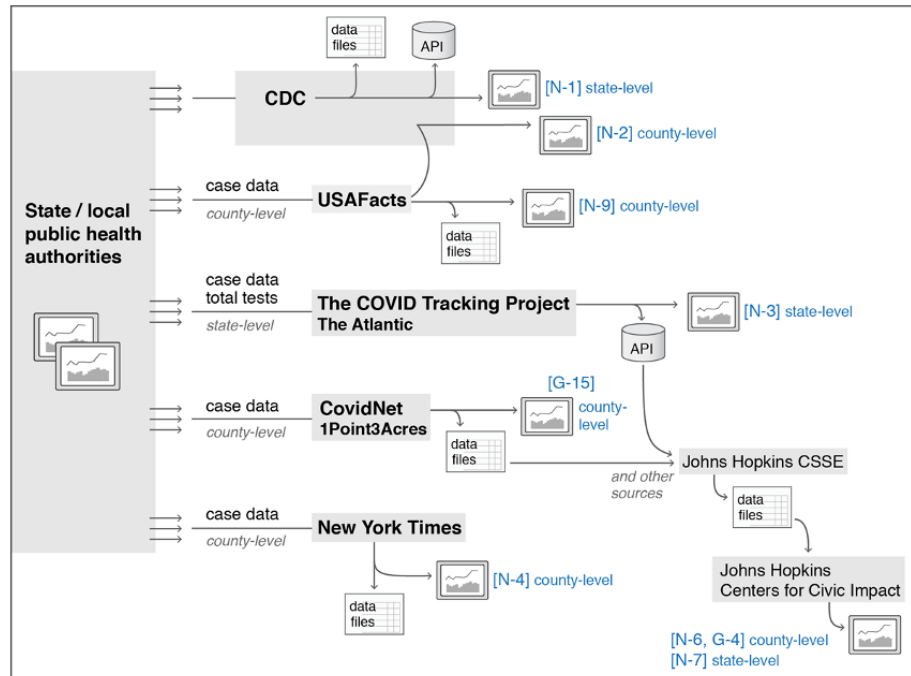 data
files
API
CDC
[N-1] state-level
[N-2] county-level
case data
county-level
USAFacts
[N-9] county-level
data
files
State / local
public health
authorities
case data
total tests
state-level
The COVID Tracking Project
The Atlantic
[N-3] state-level
API
case data
county-level
CovidNet
1Point3Acres
[G-15]
county-
level
data
files
and other
sources
Johns Hopkins CSSE
data
files
case data
county-level
New York Times
[N-4] county-level
data
files
Johns Hopkins
Centers for Civic Impact
[N-6, G-4] county-level
[N-7] state-level